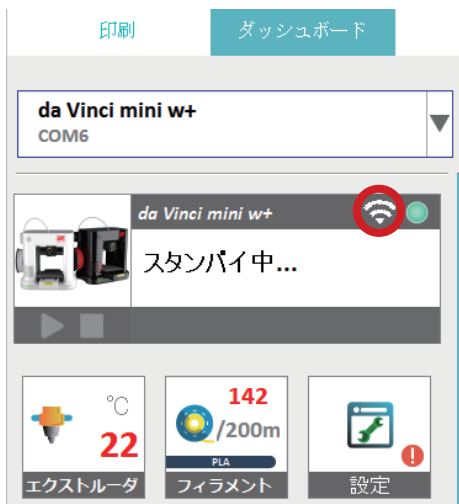 印刷
ダッシュボード
da Vinci mini w+
COM6
da Vinci mini w+
スタンバイ中...
℃
22
エクストルーダ
142
/200m
PLA
フィラメント
設定